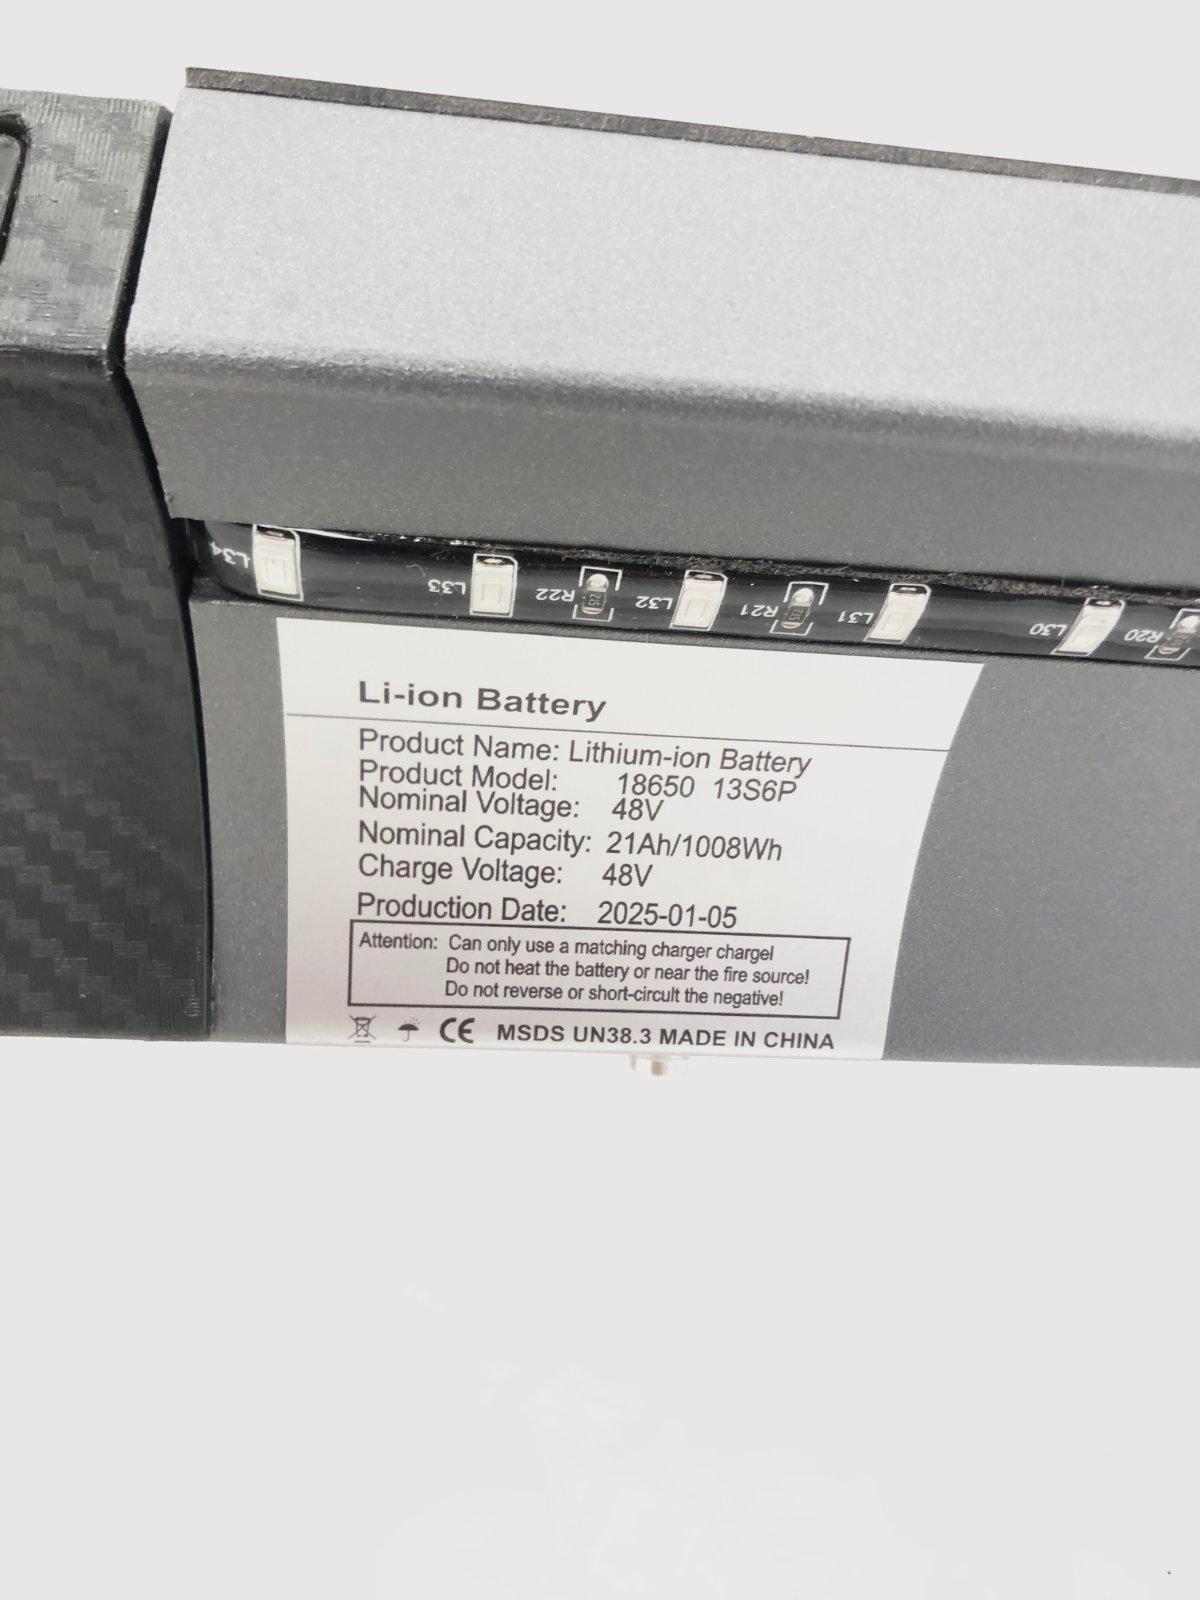 L34 L33 R22 512 L32 R21 512 L31 L30 R20
Li-ion Battery
Product Name: Lithium-ion Battery
Product Model: 18650 13S6P
Nominal Voltage: 48V
Nominal Capacity: 21Ah/1008Wh
Charge Voltage: 48V
Production Date: 2025-01-05
Attention: Can only use a matching charger chargel
Do not heat the battery or near the fire source!
Do not reverse or short-circult the negative!
CE MSDS UN38.3 MADE IN CHINA